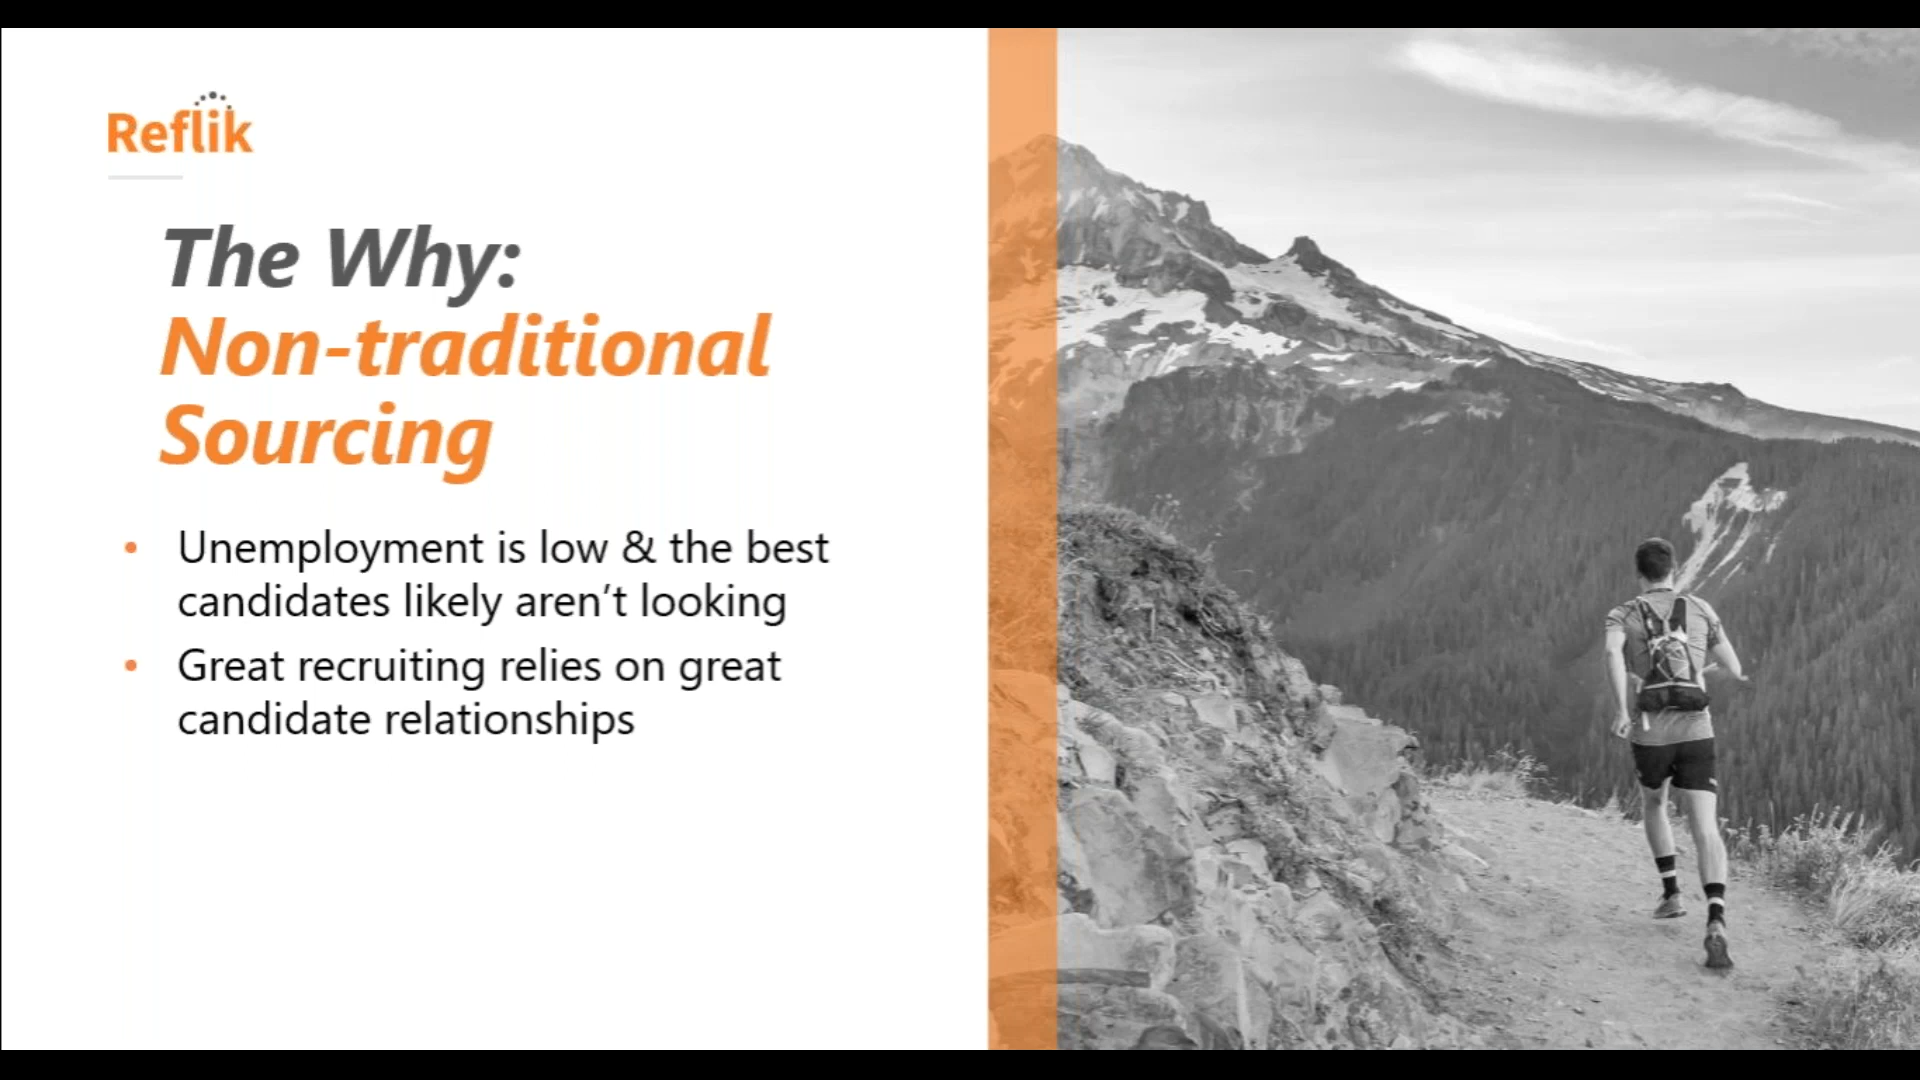 Reflik
The Why:
Non-traditional
Sourcing
• Unemployment is low & the best
candidates likely aren’t looking
• Great recruiting relies on great
candidate relationships